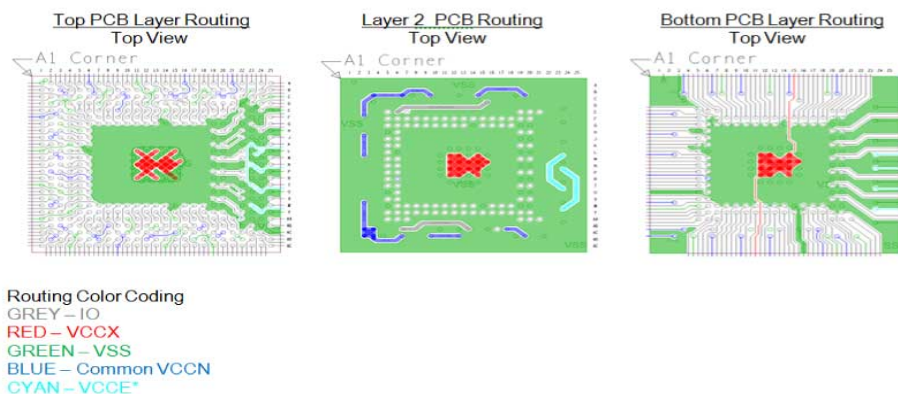 Top PCB Layer Routing
Top View
Layer 2 PCB Routing
Top View
Bottom PCB Layer Routing
Top View
A1 Corner
A1 Corner
A1 Corner
VSS
VSS
VSS
VSS
Routing Color Coding
GREY – IO
RED – VCCX
GREEN – VSS
BLUE – Common VCCN
CYAN – VCCE*